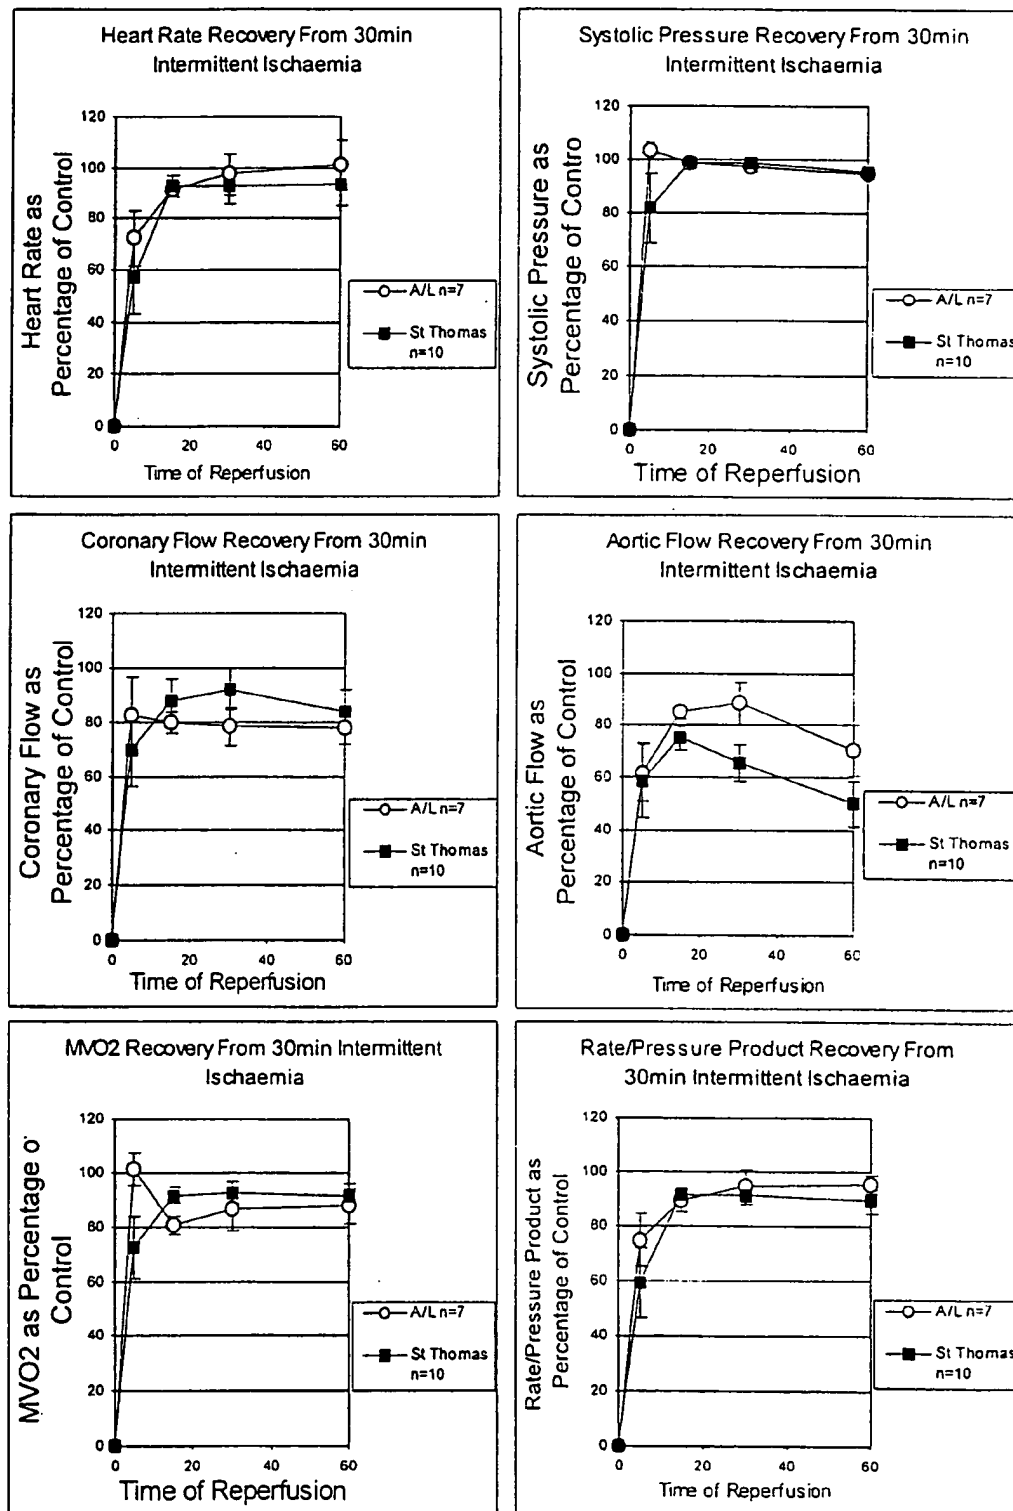 Heart Rate Recovery From 30min
Intermittent Ischaemia
Heart Rate as
Percentage of Control
120
100
80
60
40
20
0
0 20 40 60
Time of Reperfusion
A/L n=7
St Thomas
n=10
Systolic Pressure Recovery From 30min
Intermittent Ischaemia
Systolic Pressure as
Percentage of Contro
120
100
80
60
40
20
0
0 20 40 60
Time of Reperfusion
A/L n=7
St Thomas
n=10
Coronary Flow Recovery From 30min
Intermittent Ischaemia
Coronary Flow as
Percentage of Control
120
100
80
60
40
20
0
0 20 40 60
Time of Reperfusion
A/L n=7
St Thomas
n=10
Aortic Flow Recovery From 30min
Intermittent Ischaemia
Aortic Flow as
Percentage of Control
120
100
80
60
40
20
0
0 20 40 60
Time of Reperfusion
A/L n=7
St Thomas
n=10
MVO2 Recovery From 30min Intermittent
Ischaemia
MVO2 as Percentage o
Control
120
100
80
60
40
20
0
0 20 40 60
Time of Reperfusion
A/L n=7
St Thomas
n=10
Rate/Pressure Product Recovery From
30min Intermittent Ischaemia
Rate/Pressure Product as
Percentage of Control
120
100
80
60
40
20
0
0 20 40 60
Time of Reperfusion
A/L n=7
St Thomas
n=10